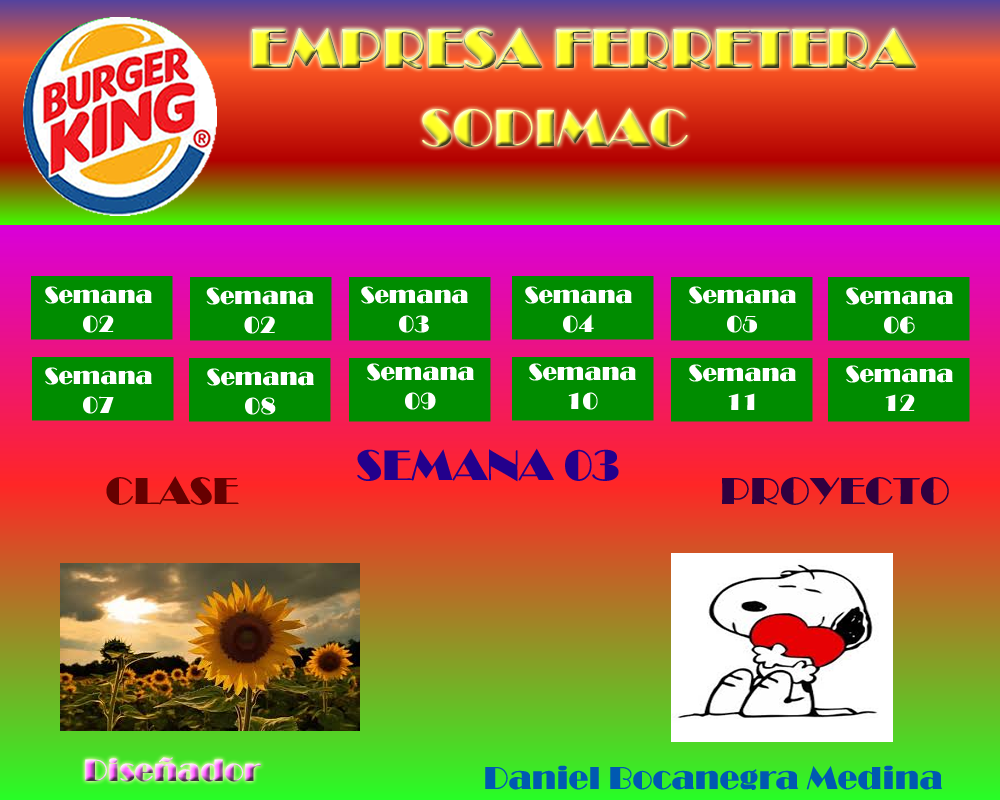 BURGER
KING
®
EMPRESA FERRETERA
SODIMAC
Semana
02
Semana
02
Semana
03
Semana
04
Semana
05
Semana
06
Semana
07
Semana
08
Semana
09
Semana
10
Semana
11
Semana
12
SEMANA 03
CLASE
PROYECTO
Diseñador
Daniel Bocanegra Medina